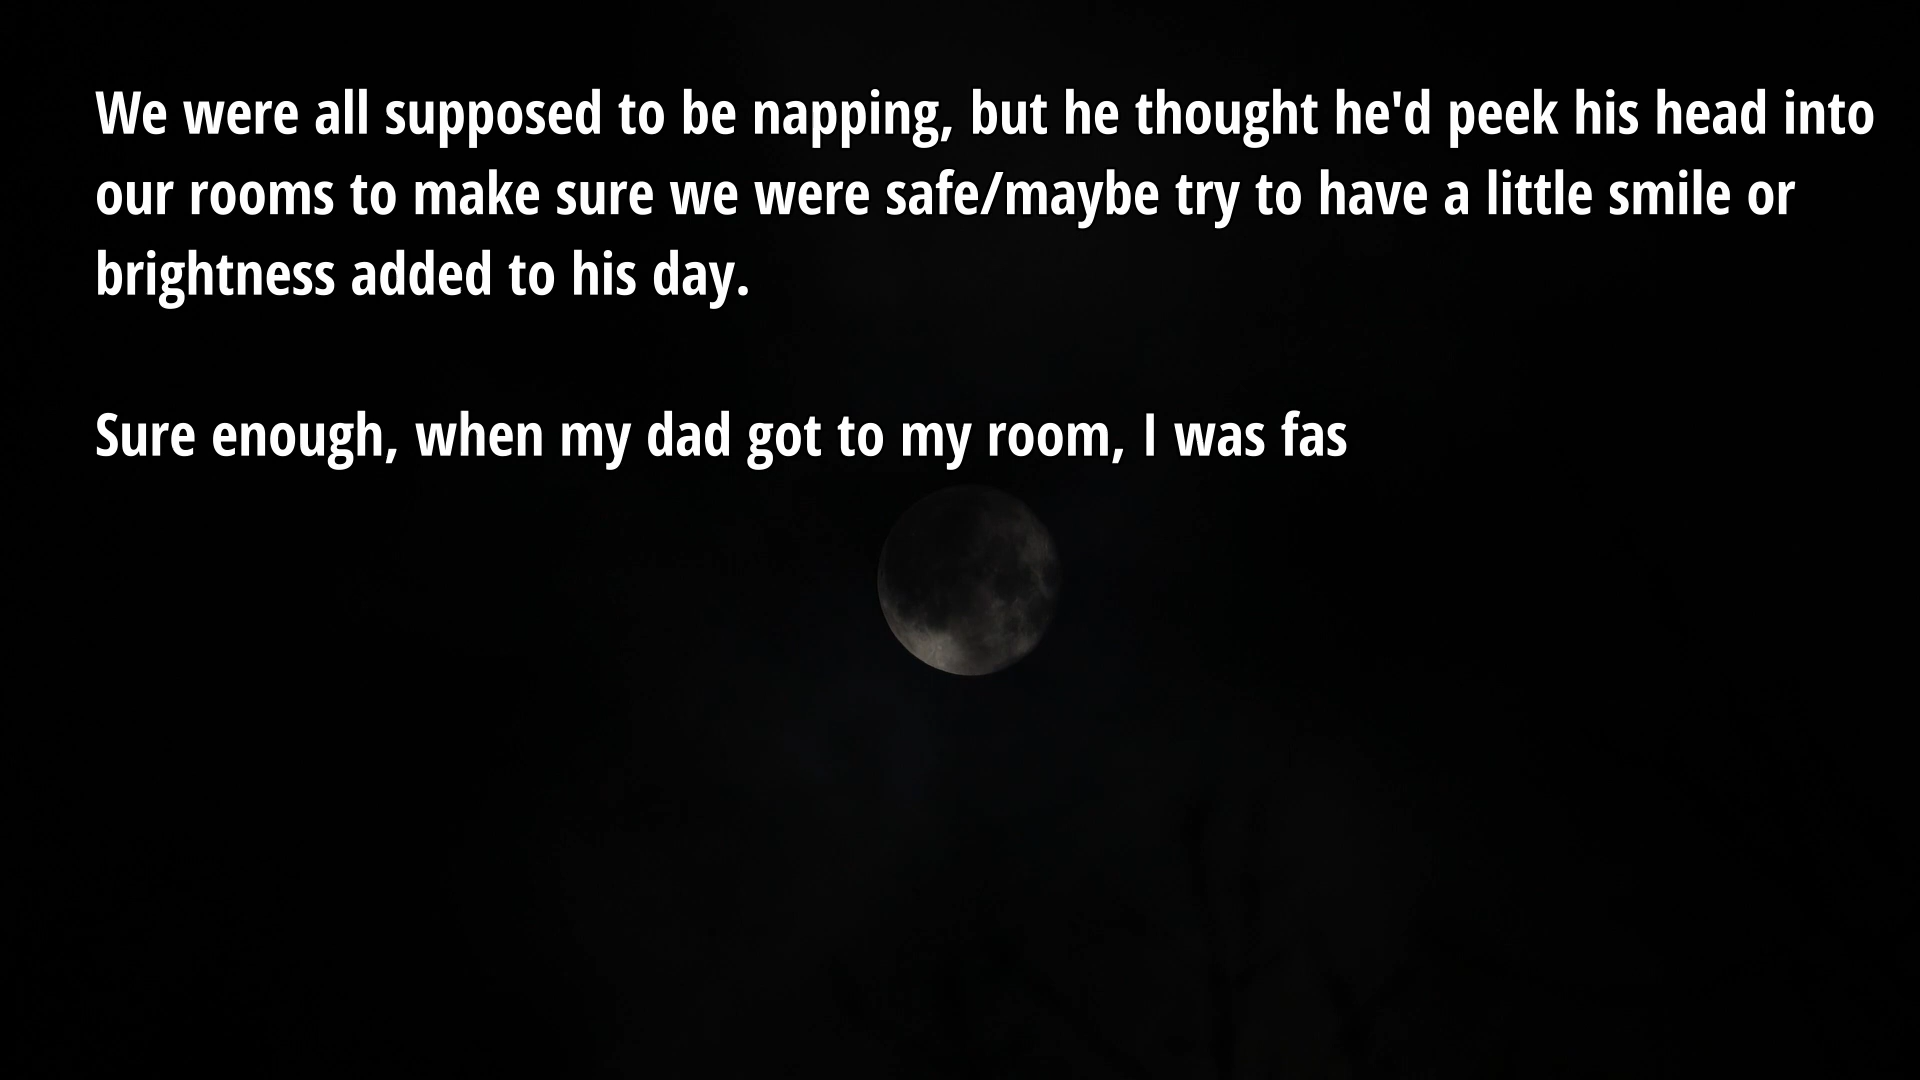 We were all supposed to be napping, but he thought he'd peek his head into
our rooms to make sure we were safe/maybe try to have a little smile or
brightness added to his day.
Sure enough, when my dad got to my room, I was fas